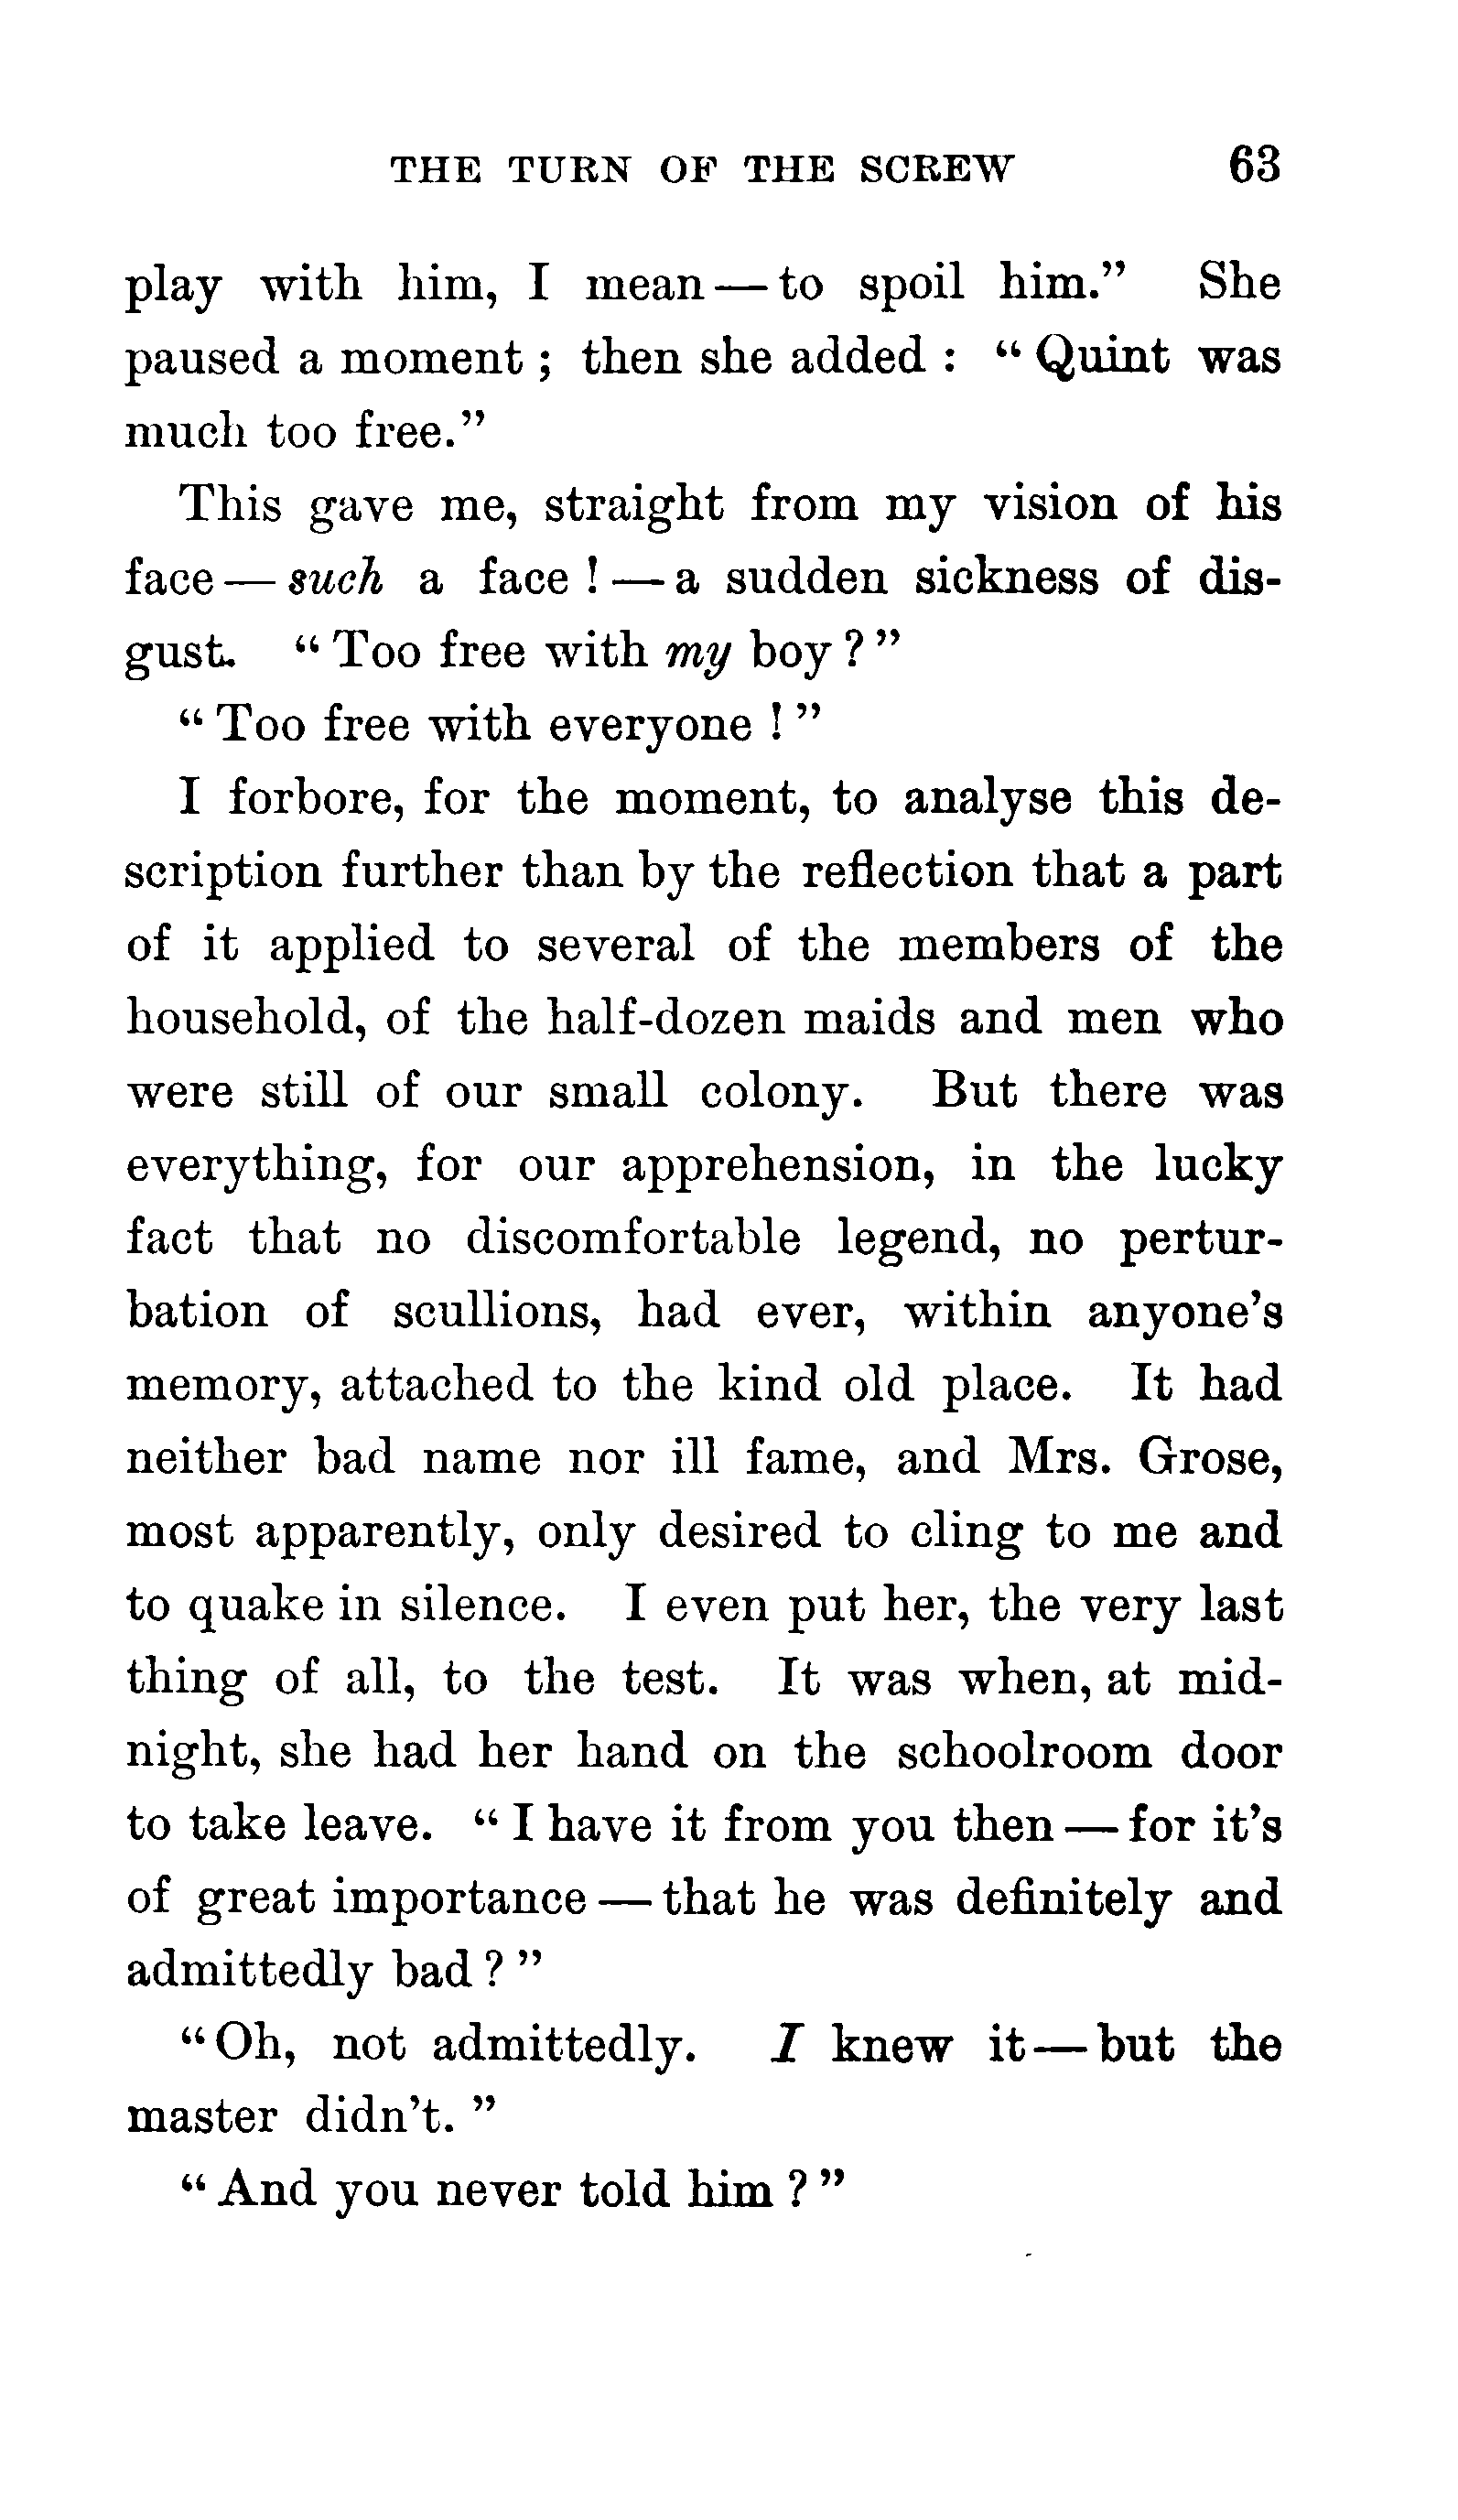 THE TURN OF THE SCREW 63
play with him, I mean — to spoil him.” She
paused a moment ; then she added : “ Quint was
much too free.”
This gave me, straight from my vision of his
face — such a face ! — a sudden sickness of dis-
gust. “ Too free with my boy ? ”
“ Too free with everyone ! ”
I forbore, for the moment, to analyse this de-
scription further than by the reflection that a part
of it applied to several of the members of the
household, of the half-dozen maids and men who
were still of our small colony. But there was
everything, for our apprehension, in the lucky
fact that no discomfortable legend, no pertur-
bation of scullions, had ever, within anyone’s
memory, attached to the kind old place. It had
neither bad name nor ill fame, and Mrs. Grose,
most apparently, only desired to cling to me and
to quake in silence. I even put her, the very last
thing of all, to the test. It was when, at mid-
night, she had her hand on the schoolroom door
to take leave. “ I have it from you then — for it’s
of great importance — that he was definitely and
admittedly bad ? ”
“ Oh, not admittedly. I knew it — but the
master didn’t. ”
“ And you never told him ? ”